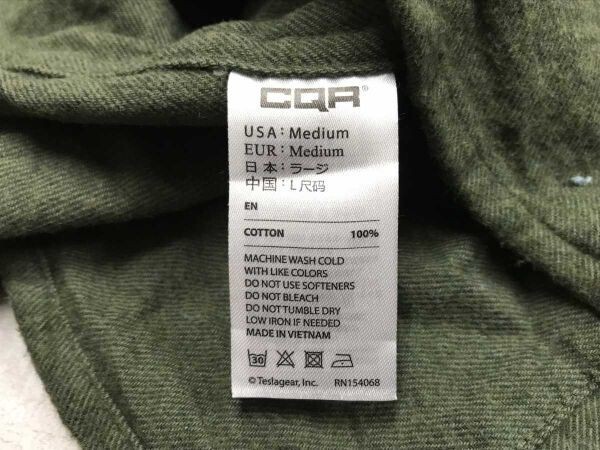 CQR®
USA : Medium
EUR: Medium
日本 : ラージ
中国 : L 尺码
EN
COTTON 100%
MACHINE WASH COLD
WITH LIKE COLORS
DO NOT USE SOFTENERS
DO NOT BLEACH
DO NOT TUMBLE DRY
LOW IRON IF NEEDED
MADE IN VIETNAM
30
© Teslagear, Inc. RN154068